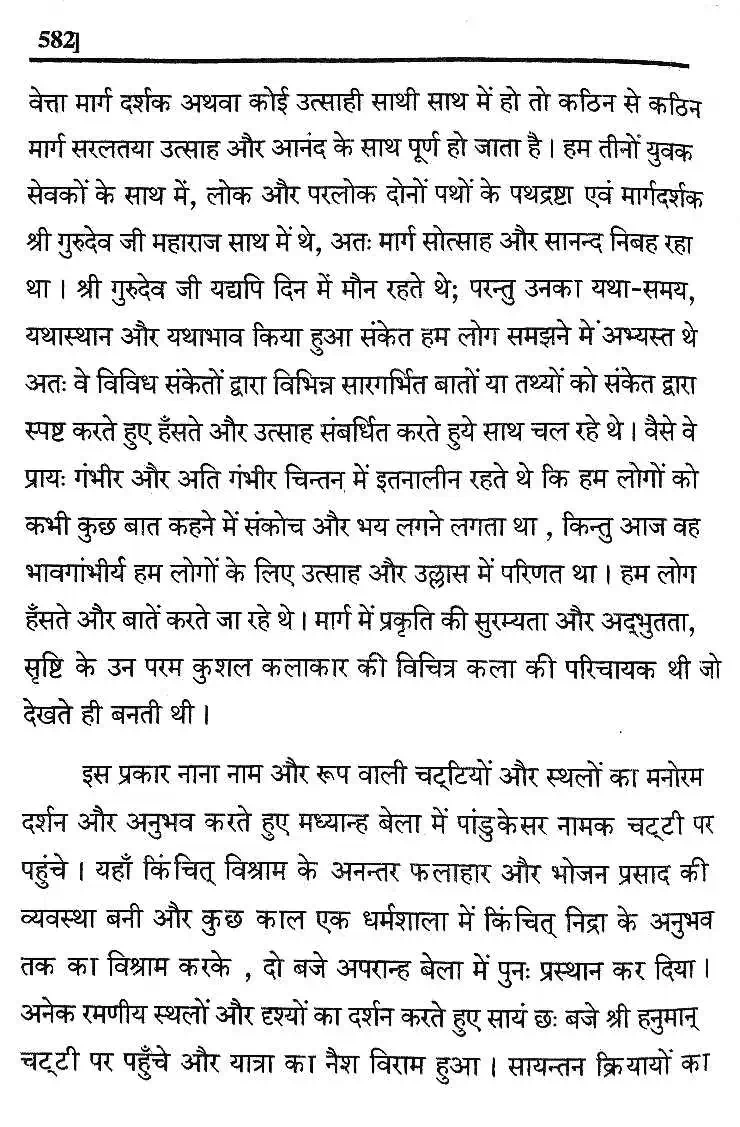 582]
वेत्ता मार्ग दर्शक अथवा कोई उत्साही साथी साथ में हो तो कठिन से कठिन
मार्ग सरलतया उत्साह और आनंद के साथ पूर्ण हो जाता है । हम तीनों युवक
सेवकों के साथ में, लोक और परलोक दोनों पथों के पथद्रष्टा एवं मार्गदर्शक
श्री गुरुदेव जी महाराज साथ में थे, अतः मार्ग सोत्साह और सानन्द निबह रहा
था । श्री गुरुदेव जी यद्यपि दिन में मौन रहते थे; परन्तु उनका यथा-समय,
यथास्थान और यथाभाव किया हुआ संकेत हम लोग समझने में अभ्यस्त थे
अतः वे विविध संकेतों द्वारा विभिन्न सारगर्भित बातों या तथ्यों को संकेत द्वारा
स्पष्ट करते हुए हँसते और उत्साह संबर्धित करते हुये साथ चल रहे थे । वैसे वे
प्रायः गंभीर और अति गंभीर चिन्तन में इतनालीन रहते थे कि हम लोगों को
कभी कुछ बात कहने में संकोच और भय लगने लगता था , किन्तु आज वह
भावगांभीर्य हम लोगों के लिए उत्साह और उल्लास में परिणत था । हम लोग
हँसते और बातें करते जा रहे थे । मार्ग में प्रकृति की सुरम्यता और अद्‌भुतता,
सृष्टि के उन परम कुशल कलाकार की विचित्र कला की परिचायक थी जो
देखते ही बनती थी ।
इस प्रकार नाना नाम और रूप वाली चट्‌टियों और स्थलों का मनोरम
दर्शन और अनुभव करते हुए मध्यान्ह बेला में पांडुकेसर नामक चट्‌टी पर
पहुंचे । यहाँ किंचित् विश्राम के अनन्तर फलाहार और भोजन प्रसाद की
व्यवस्था बनी और कुछ काल एक धर्मशाला में किंचित् निद्रा के अनुभव
तक का विश्राम करके , दो बजे अपरान्ह बेला में पुनः प्रस्थान कर दिया ।
अनेक रमणीय स्थलों और दृश्यों का दर्शन करते हुए सायं छः बजे श्री हनुमान्
चट्‌टी पर पहुँचे और यात्रा का नैश विराम हुआ । सायन्तन क्रियायों का